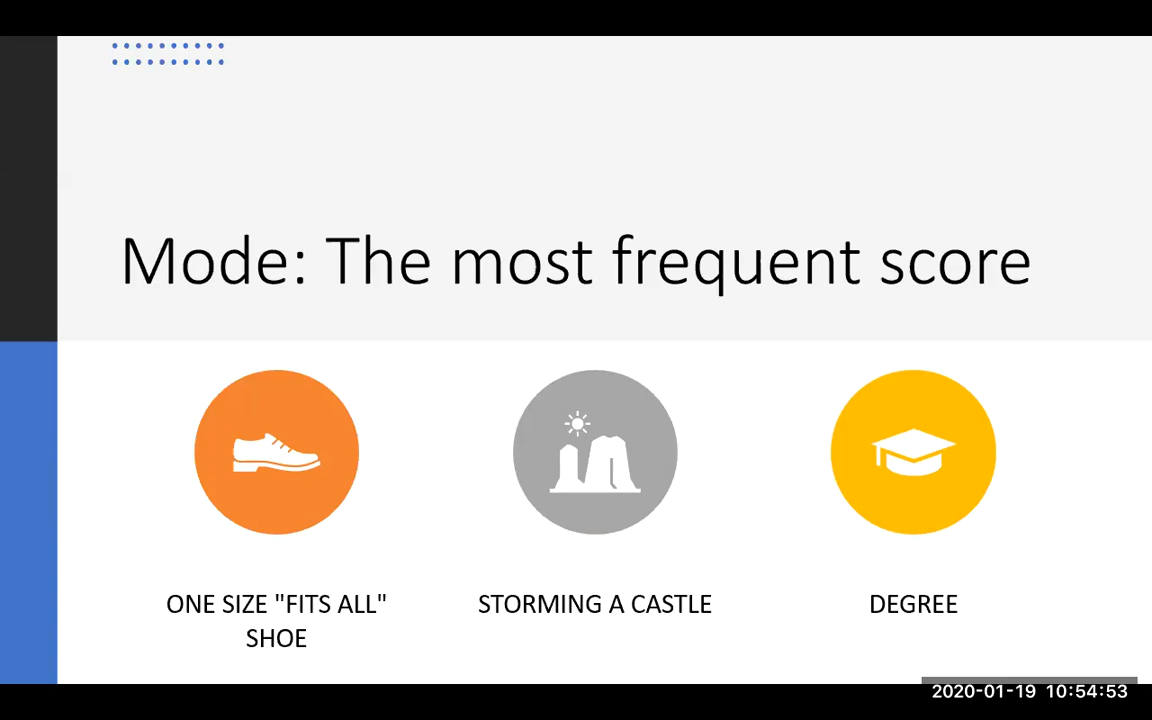 Mode: The most frequent score
ONE SIZE "FITS ALL"
SHOE
STORMING A CASTLE
DEGREE
2020-01-19 10:54:53